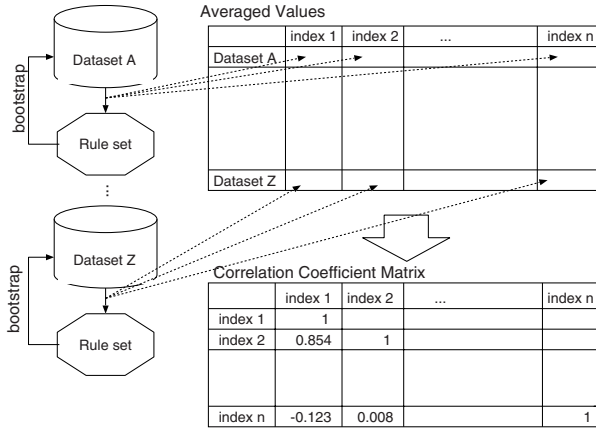 Averaged Values
index 1 index 2 ... index n
Dataset A
Dataset Z
Dataset A
bootstrap
Rule set
...
Dataset Z
bootstrap
Rule set
Correlation Coefficient Matrix
index 1 index 2 ... index n
index 1 1
index 2 0.854 1
index n -0.123 0.008 1